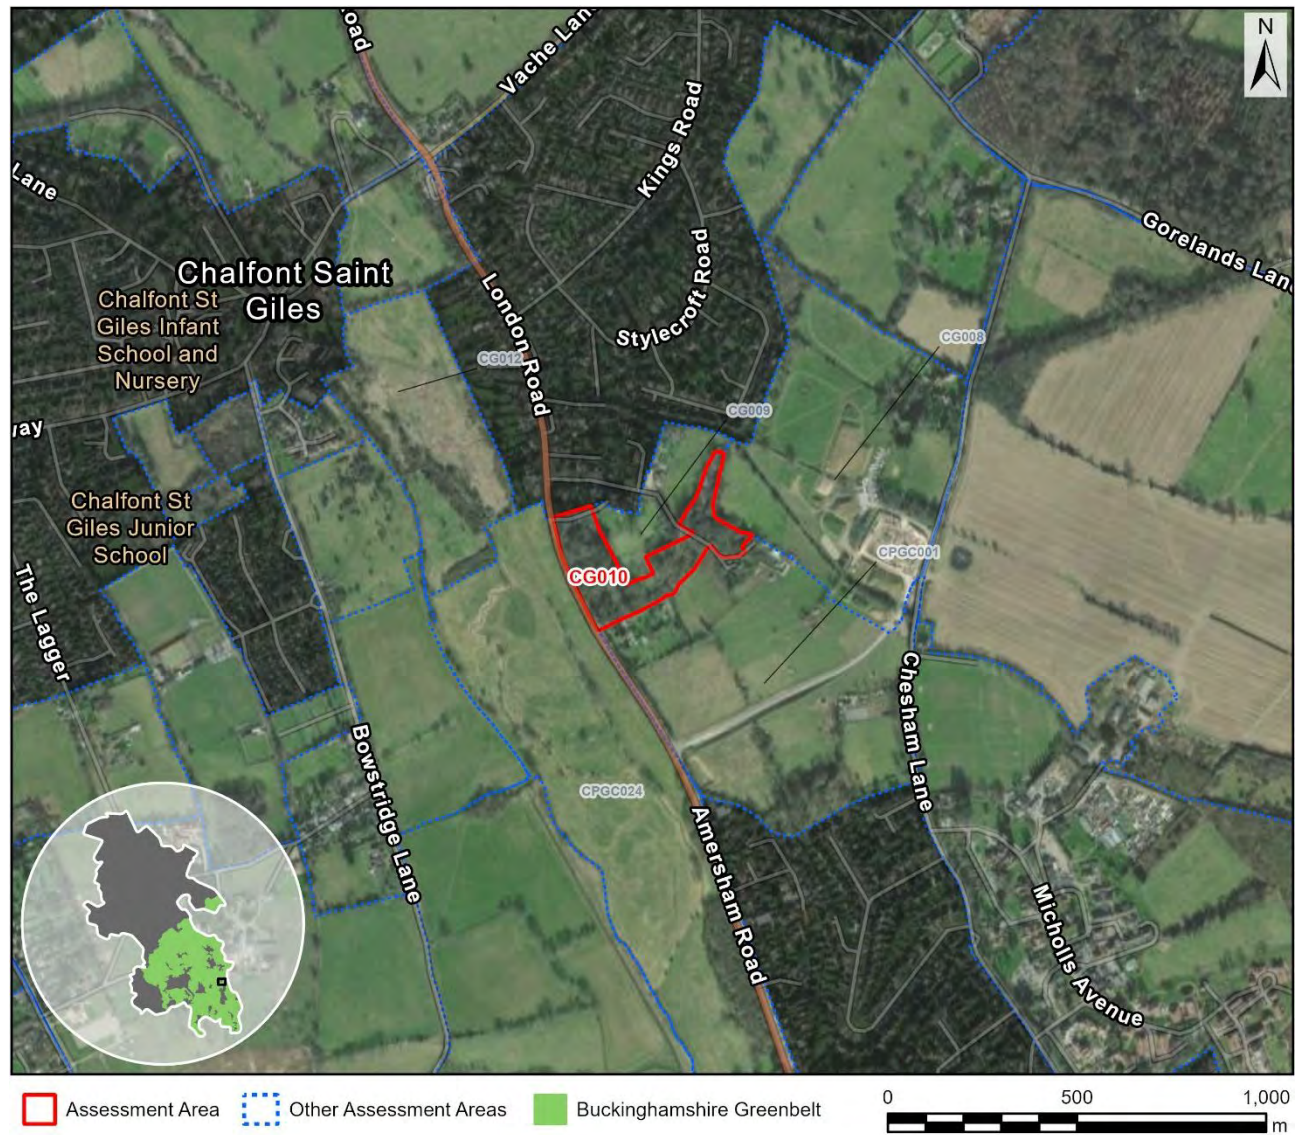 Road
Vache Lane
N
Kings Road
Lane
Gorelands Lane
Chalfont Saint
Giles
Chalfont St
Giles Infant
School and
Nursery
London Road
Stylecroft Road
CG008
CG012
CG009
way
Chalfont St
Giles Junior
School
CPGC001
CG010
The Lagger
Chesham Lane
Bowstridge Lane
CPGC024
Amersham Road
Micholls Avenue
Assessment Area
Other Assessment Areas
Buckinghamshire Greenbelt
0 500 1,000
m